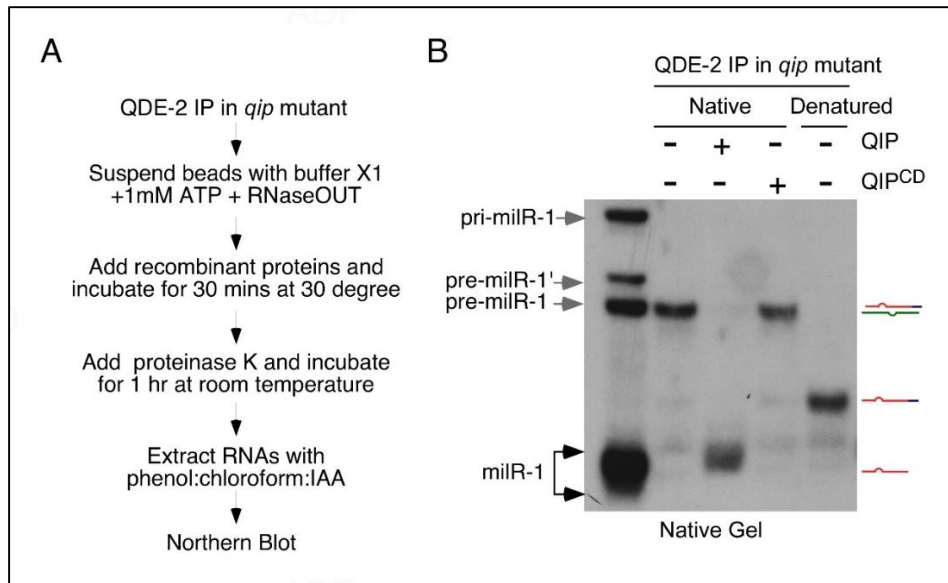 A
QDE-2 IP in qip mutant
Suspend beads with buffer X1
+1mM ATP + RNaseOUT
Add recombinant proteins and
incubate for 30 mins at 30 degree
Add proteinase K and incubate
for 1 hr at room temperature
Extract RNAs with
phenol:chloroform:IAA
Northern Blot
B
QDE-2 IP in qip mutant
Native Denatured
- + - - QIP
- - + - QIP^CD
pri-milR-1
pre-milR-1'
pre-milR-1
milR-1
Native Gel